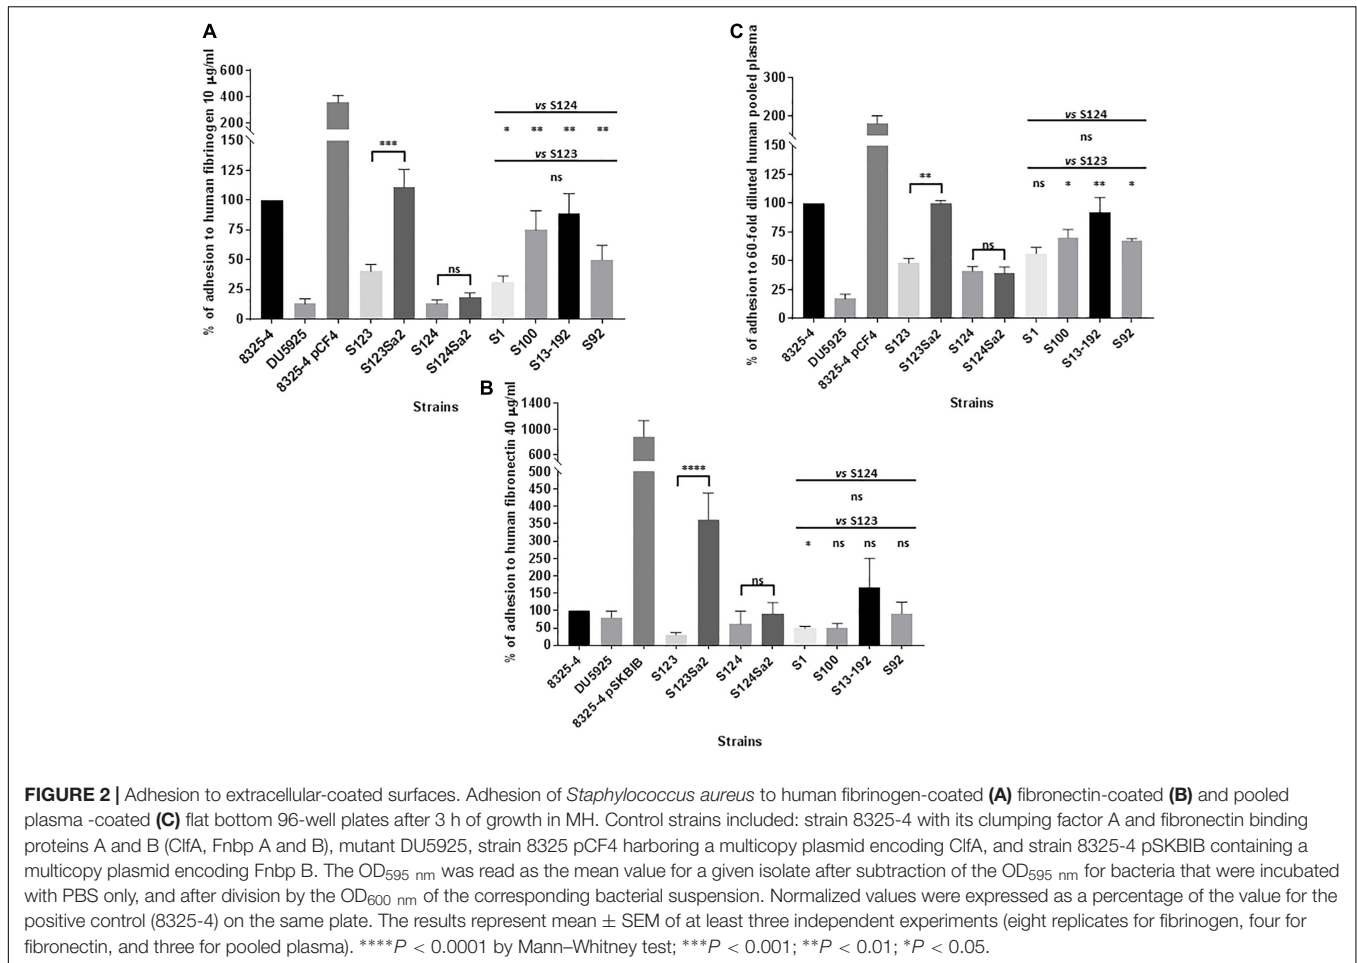 A
% of adhesion to human fibrinogen 10 µg/ml
600
400
200
150
125
100
75
50
25
0
***
ns
vs S124
* ** ** **
vs S123
ns
8325-4
DU5925
8325-4 pCF4
S123
S123Sa2
S124
S124Sa2
S1
S100
S13-192
S92
Strains
C
% of adhesion to 60-fold diluted human pooled plasma
300
200
150
125
100
75
50
25
0
**
ns
vs S124
ns
vs S123
ns * ** *
8325-4
DU5925
8325-4 pCF4
S123
S123Sa2
S124
S124Sa2
S1
S100
S13-192
S92
Strains
B
% of adhesion to human fibronectin 40 µg/ml
1400
1000
600
500
450
400
350
300
250
200
150
100
50
0
****
ns
vs S124
ns
vs S123
* ns ns ns
8325-4
DU5925
8325-4 pSKBIB
S123
S123Sa2
S124
S124Sa2
S1
S100
S13-192
S92
Strains
FIGURE 2 | Adhesion to extracellular-coated surfaces. Adhesion of Staphylococcus aureus to human fibrinogen-coated (A) fibronectin-coated (B) and pooled
plasma -coated (C) flat bottom 96-well plates after 3 h of growth in MH. Control strains included: strain 8325-4 with its clumping factor A and fibronectin binding
proteins A and B (ClfA, Fnbp A and B), mutant DU5925, strain 8325 pCF4 harboring a multicopy plasmid encoding ClfA, and strain 8325-4 pSKBIB containing a
multicopy plasmid encoding Fnbp B. The OD595 nm was read as the mean value for a given isolate after subtraction of the OD595 nm for bacteria that were incubated
with PBS only, and after division by the OD600 nm of the corresponding bacterial suspension. Normalized values were expressed as a percentage of the value for the
positive control (8325-4) on the same plate. The results represent mean ± SEM of at least three independent experiments (eight replicates for fibrinogen, four for
fibronectin, and three for pooled plasma). ****P < 0.0001 by Mann–Whitney test; ***P < 0.001; **P < 0.01; *P < 0.05.